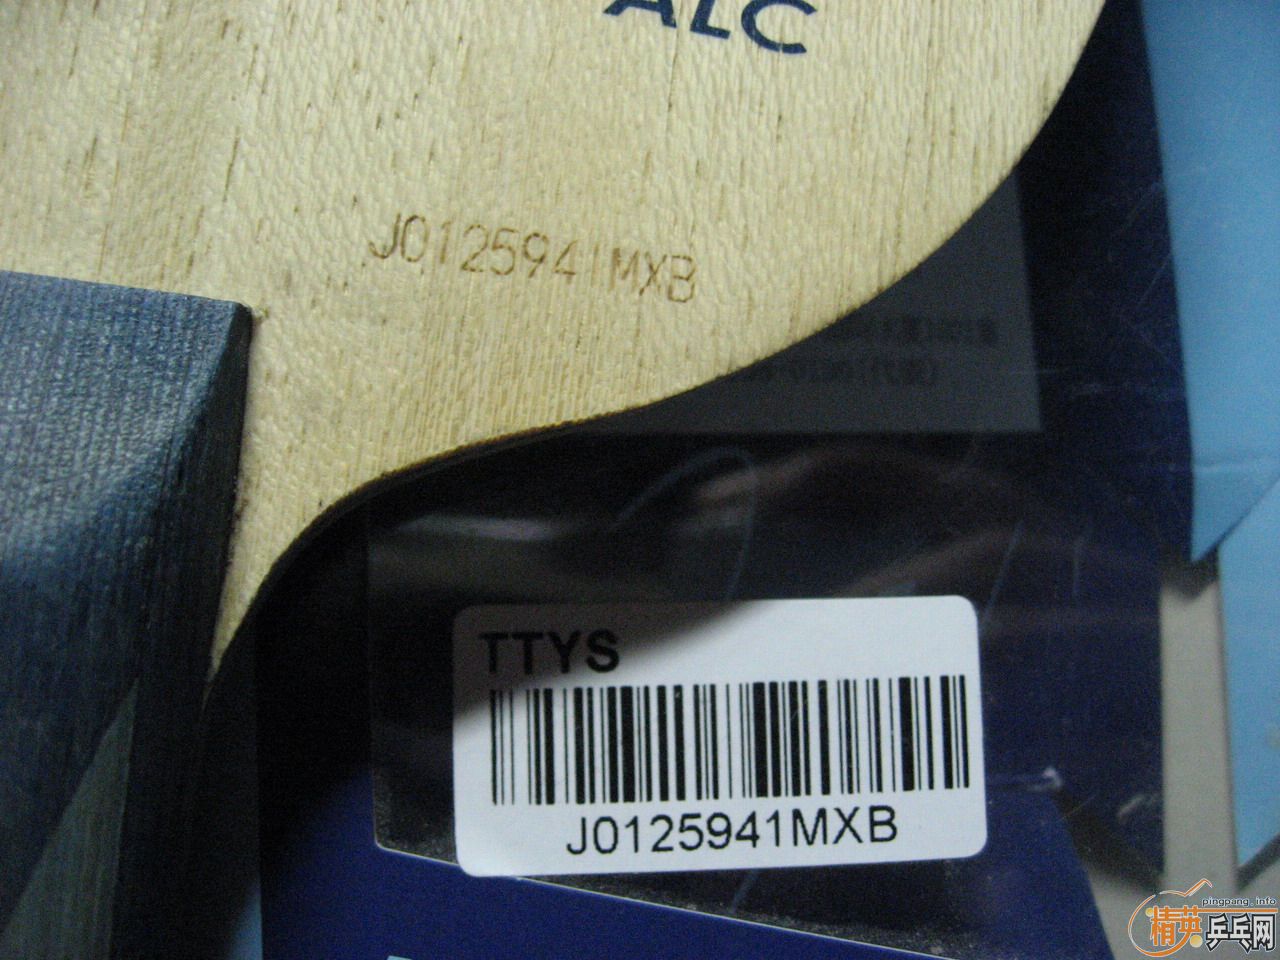 ALC
J0125941MXB
TTYS
J0125941MXB
pingpang.info
精英乒乓网